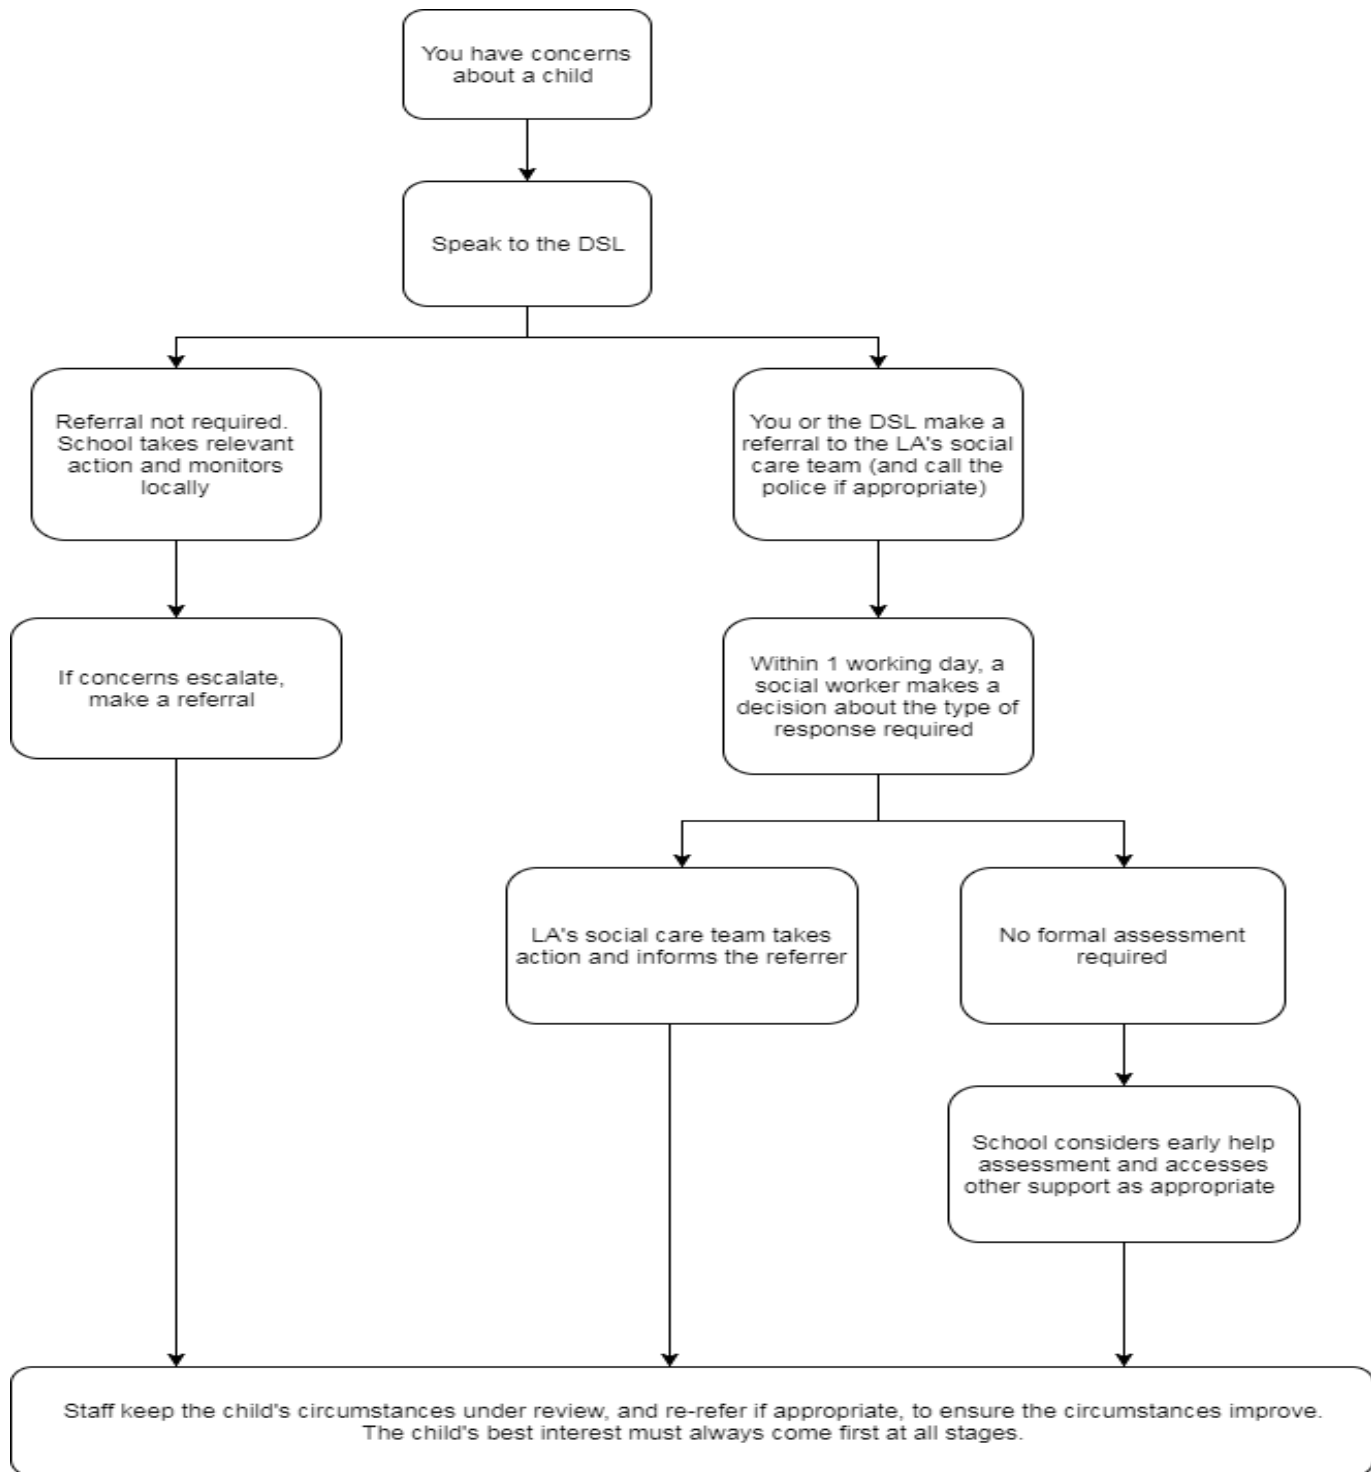 You have concerns
about a child
Speak to the DSL
Referral not required.
School takes relevant
action and monitors
locally
You or the DSL make a
referral to the LA's social
care team (and call the
police if appropriate)
If concerns escalate,
make a referral
Within 1 working day, a
social worker makes a
decision about the type of
response required
LA's social care team takes
action and informs the referrer
No formal assessment
required
School considers early help
assessment and accesses
other support as appropriate
Staff keep the child's circumstances under review, and re-refer if appropriate, to ensure the circumstances improve.
The child's best interest must always come first at all stages.